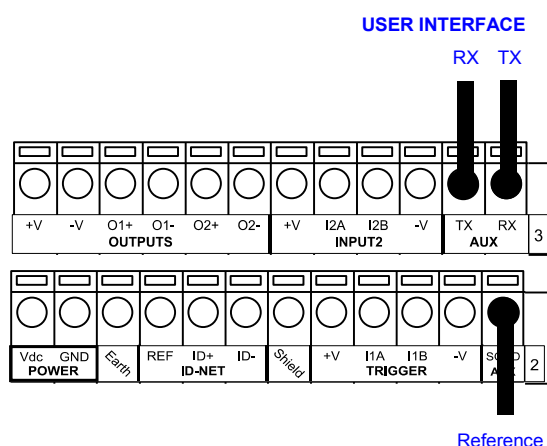 USER INTERFACE
RX TX
+V -V O1+ O1- O2+ O2- +V I2A I2B -V TX RX
OUTPUTS INPUT2 AUX 3
Vdc GND Earth REF ID+ ID- Shield +V I1A I1B -V
POWER ID-NET TRIGGER 2
Reference